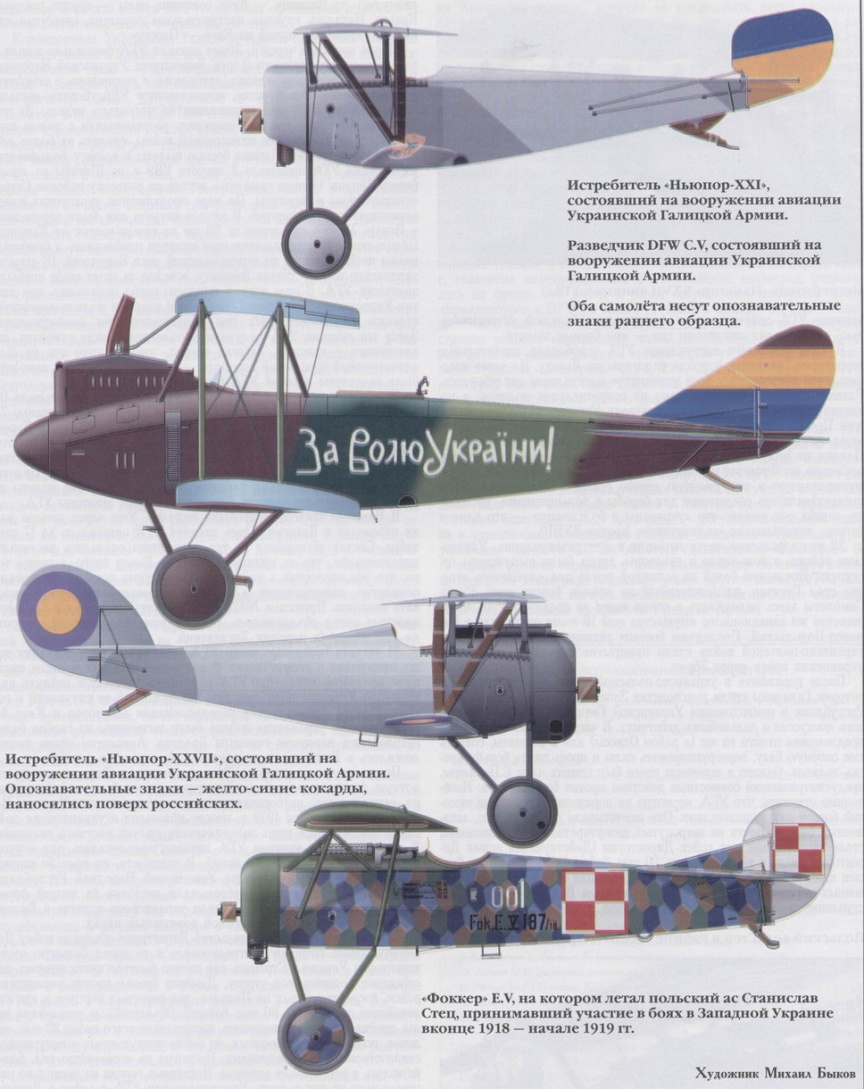 Истребитель «Ньюпор-XXI»,
состоявший на вооружении авиации
Украинской Галицкой Армии.
Разведчик DFW C.V, состоявший на
вооружении авиации Украинской
Галицкой Армии.
Оба самолёта несут опознавательные
знаки раннего образца.
За волю України!
Истребитель «Ньюпор-XXVII», состоявший на
вооружении авиации Украинской Галицкой Армии.
Опознавательные знаки — желто-синие кокарды,
наносились поверх российских.
001
Fok.E.V 187/18
«Фоккер» E.V, на котором летал польский ас Станислав
Стец, принимавший участие в боях в Западной Украине
вконце 1918 — начале 1919 гг.
Художник Михаил Быков